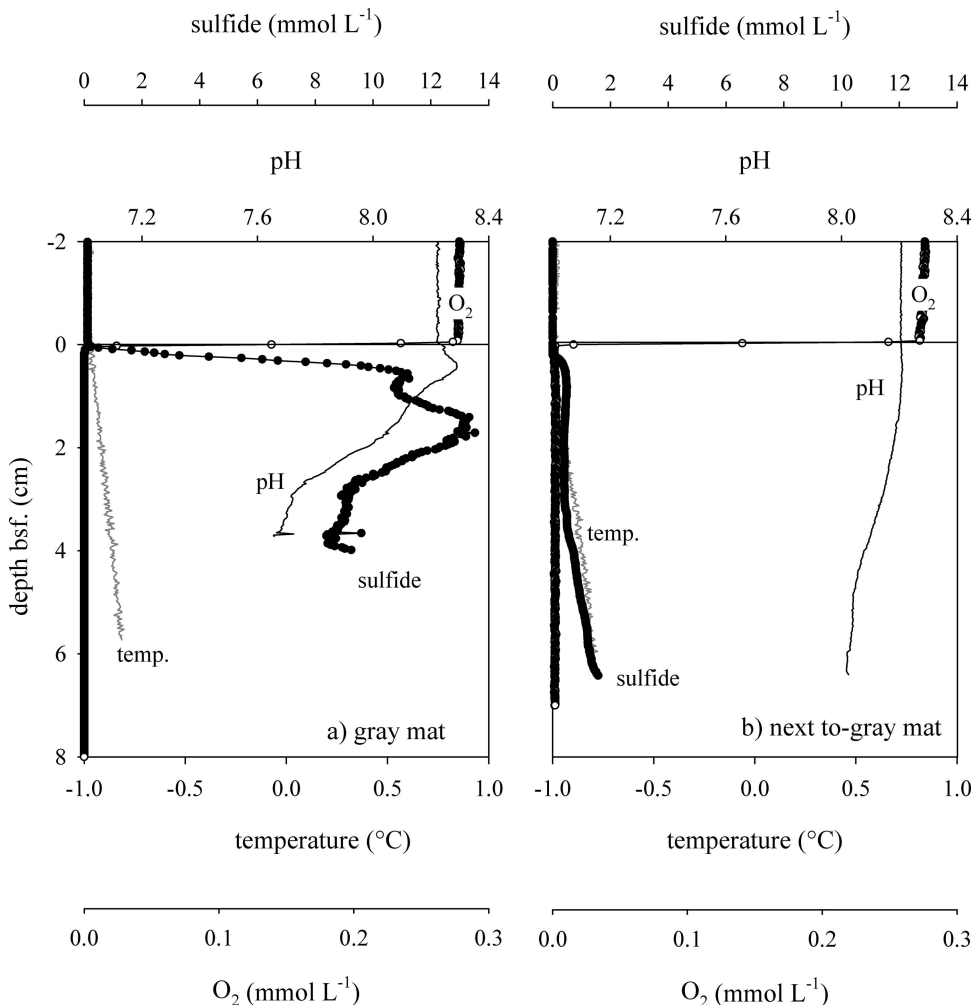 sulfide (mmol L-1)
0 2 4 6 8 10 12 14
pH
7.2 7.6 8.0 8.4
-2
0
2
4
6
8
depth bsf. (cm)
O2
pH
sulfide
temp.
a) gray mat
-1.0 -0.5 0.0 0.5 1.0
temperature (°C)
0.0 0.1 0.2 0.3
O2 (mmol L-1)
sulfide (mmol L-1)
0 2 4 6 8 10 12 14
pH
7.2 7.6 8.0 8.4
O2
pH
temp.
sulfide
b) next to-gray mat
-1.0 -0.5 0.0 0.5 1.0
temperature (°C)
0.0 0.1 0.2 0.3
O2 (mmol L-1)